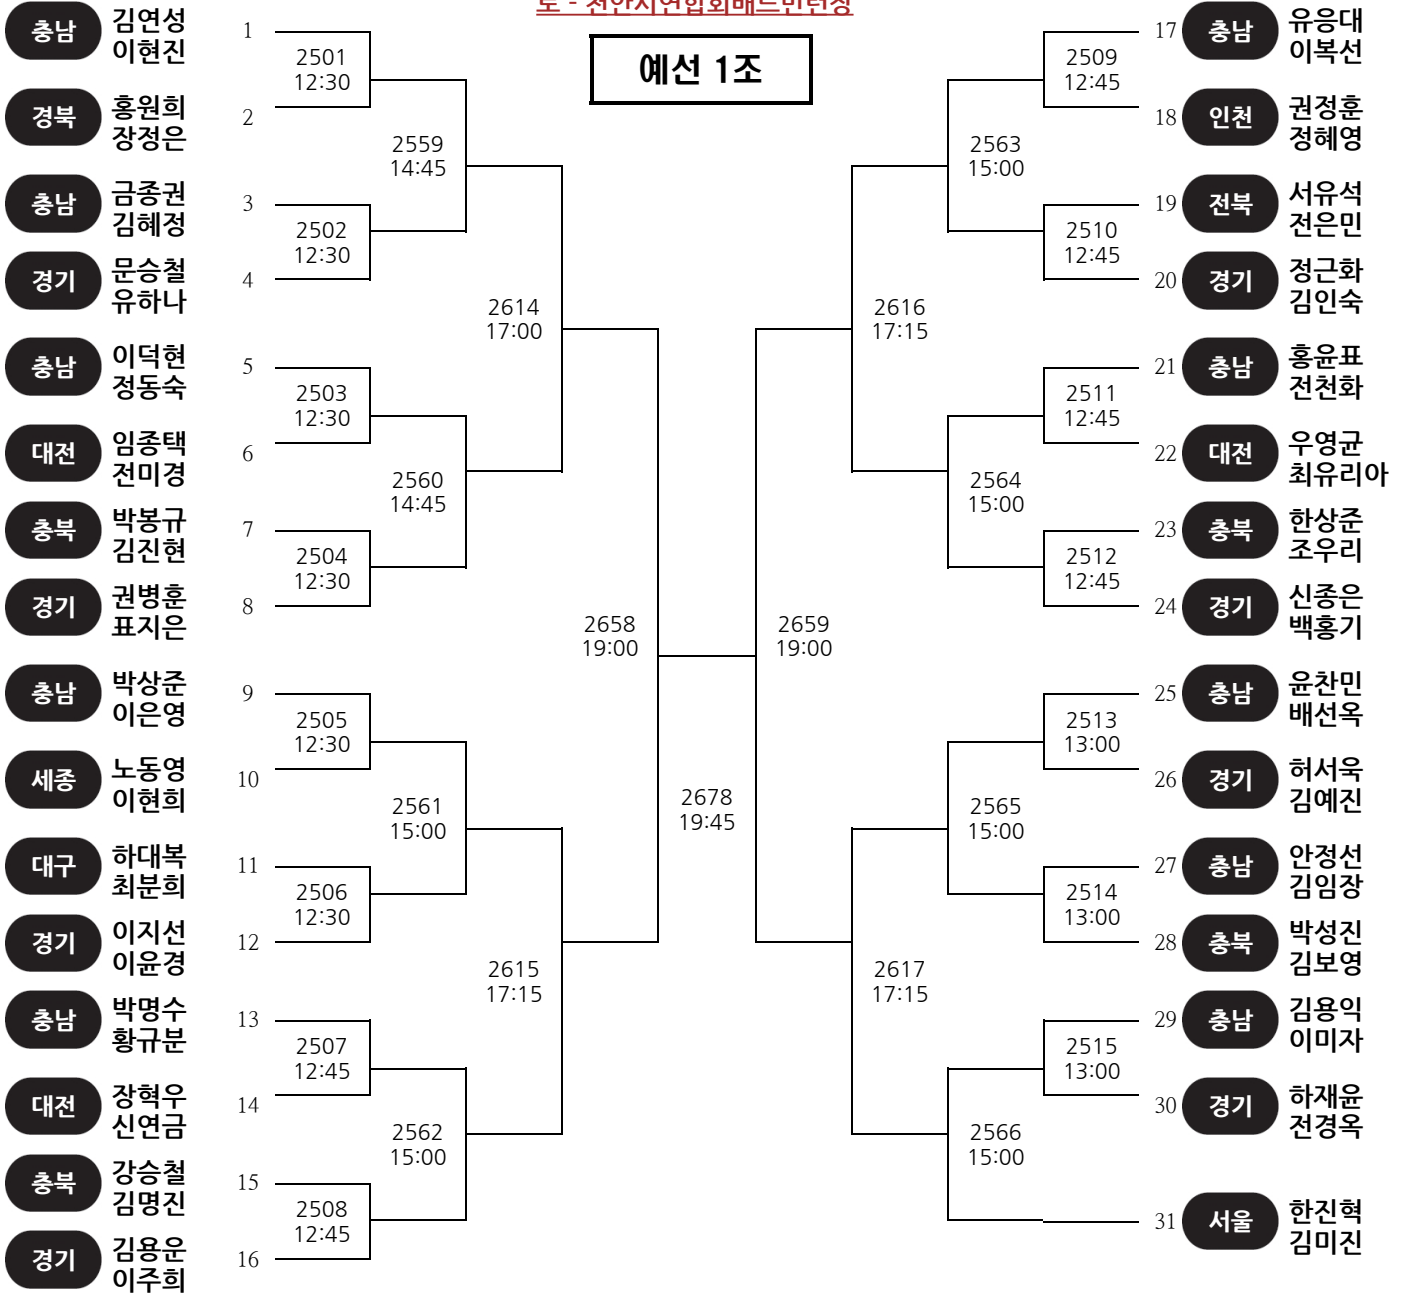 토 - 천안시연합회배드민턴장
예선 1조
충남 김연성 1
이현진
2501
12:30
경북 홍원희 2
장정은
2559
14:45
충남 금종권 3
김혜정
2502
12:30
경기 문승철 4
유하나
2614
17:00
충남 이덕현 5
정동숙
2503
12:30
대전 임종택 6
전미경
2560
14:45
충북 박봉규 7
김진현
2504
12:30
경기 권병훈 8
표지은
2658
19:00
충남 박상준 9
이은영
2505
12:30
세종 노동영 10
이현희
2561
15:00
대구 하대복 11
최분희
2506
12:30
경기 이지선 12
이윤경
2615
17:15
충남 박명수 13
황규분
2507
12:45
대전 장혁우 14
신연금
2562
15:00
충북 강승철 15
김명진
2508
12:45
경기 김용운 16
이주희
2678
19:45
17 충남 유응대
이복선
2509
12:45
18 인천 권정훈
정혜영
2563
15:00
19 전북 서유석
전은민
2510
12:45
20 경기 정근화
김인숙
2616
17:15
21 충남 홍윤표
전천화
2511
12:45
22 대전 우영균
최유리아
2564
15:00
23 충북 한상준
조우리
2512
12:45
24 경기 신종은
백홍기
2659
19:00
25 충남 윤찬민
배선옥
2513
13:00
26 경기 허서욱
김예진
2565
15:00
27 충남 안정선
김임장
2514
13:00
28 충북 박성진
김보영
2617
17:15
29 충남 김용익
이미자
2515
13:00
30 경기 하재윤
전경옥
2566
15:00
31 서울 한진혁
김미진